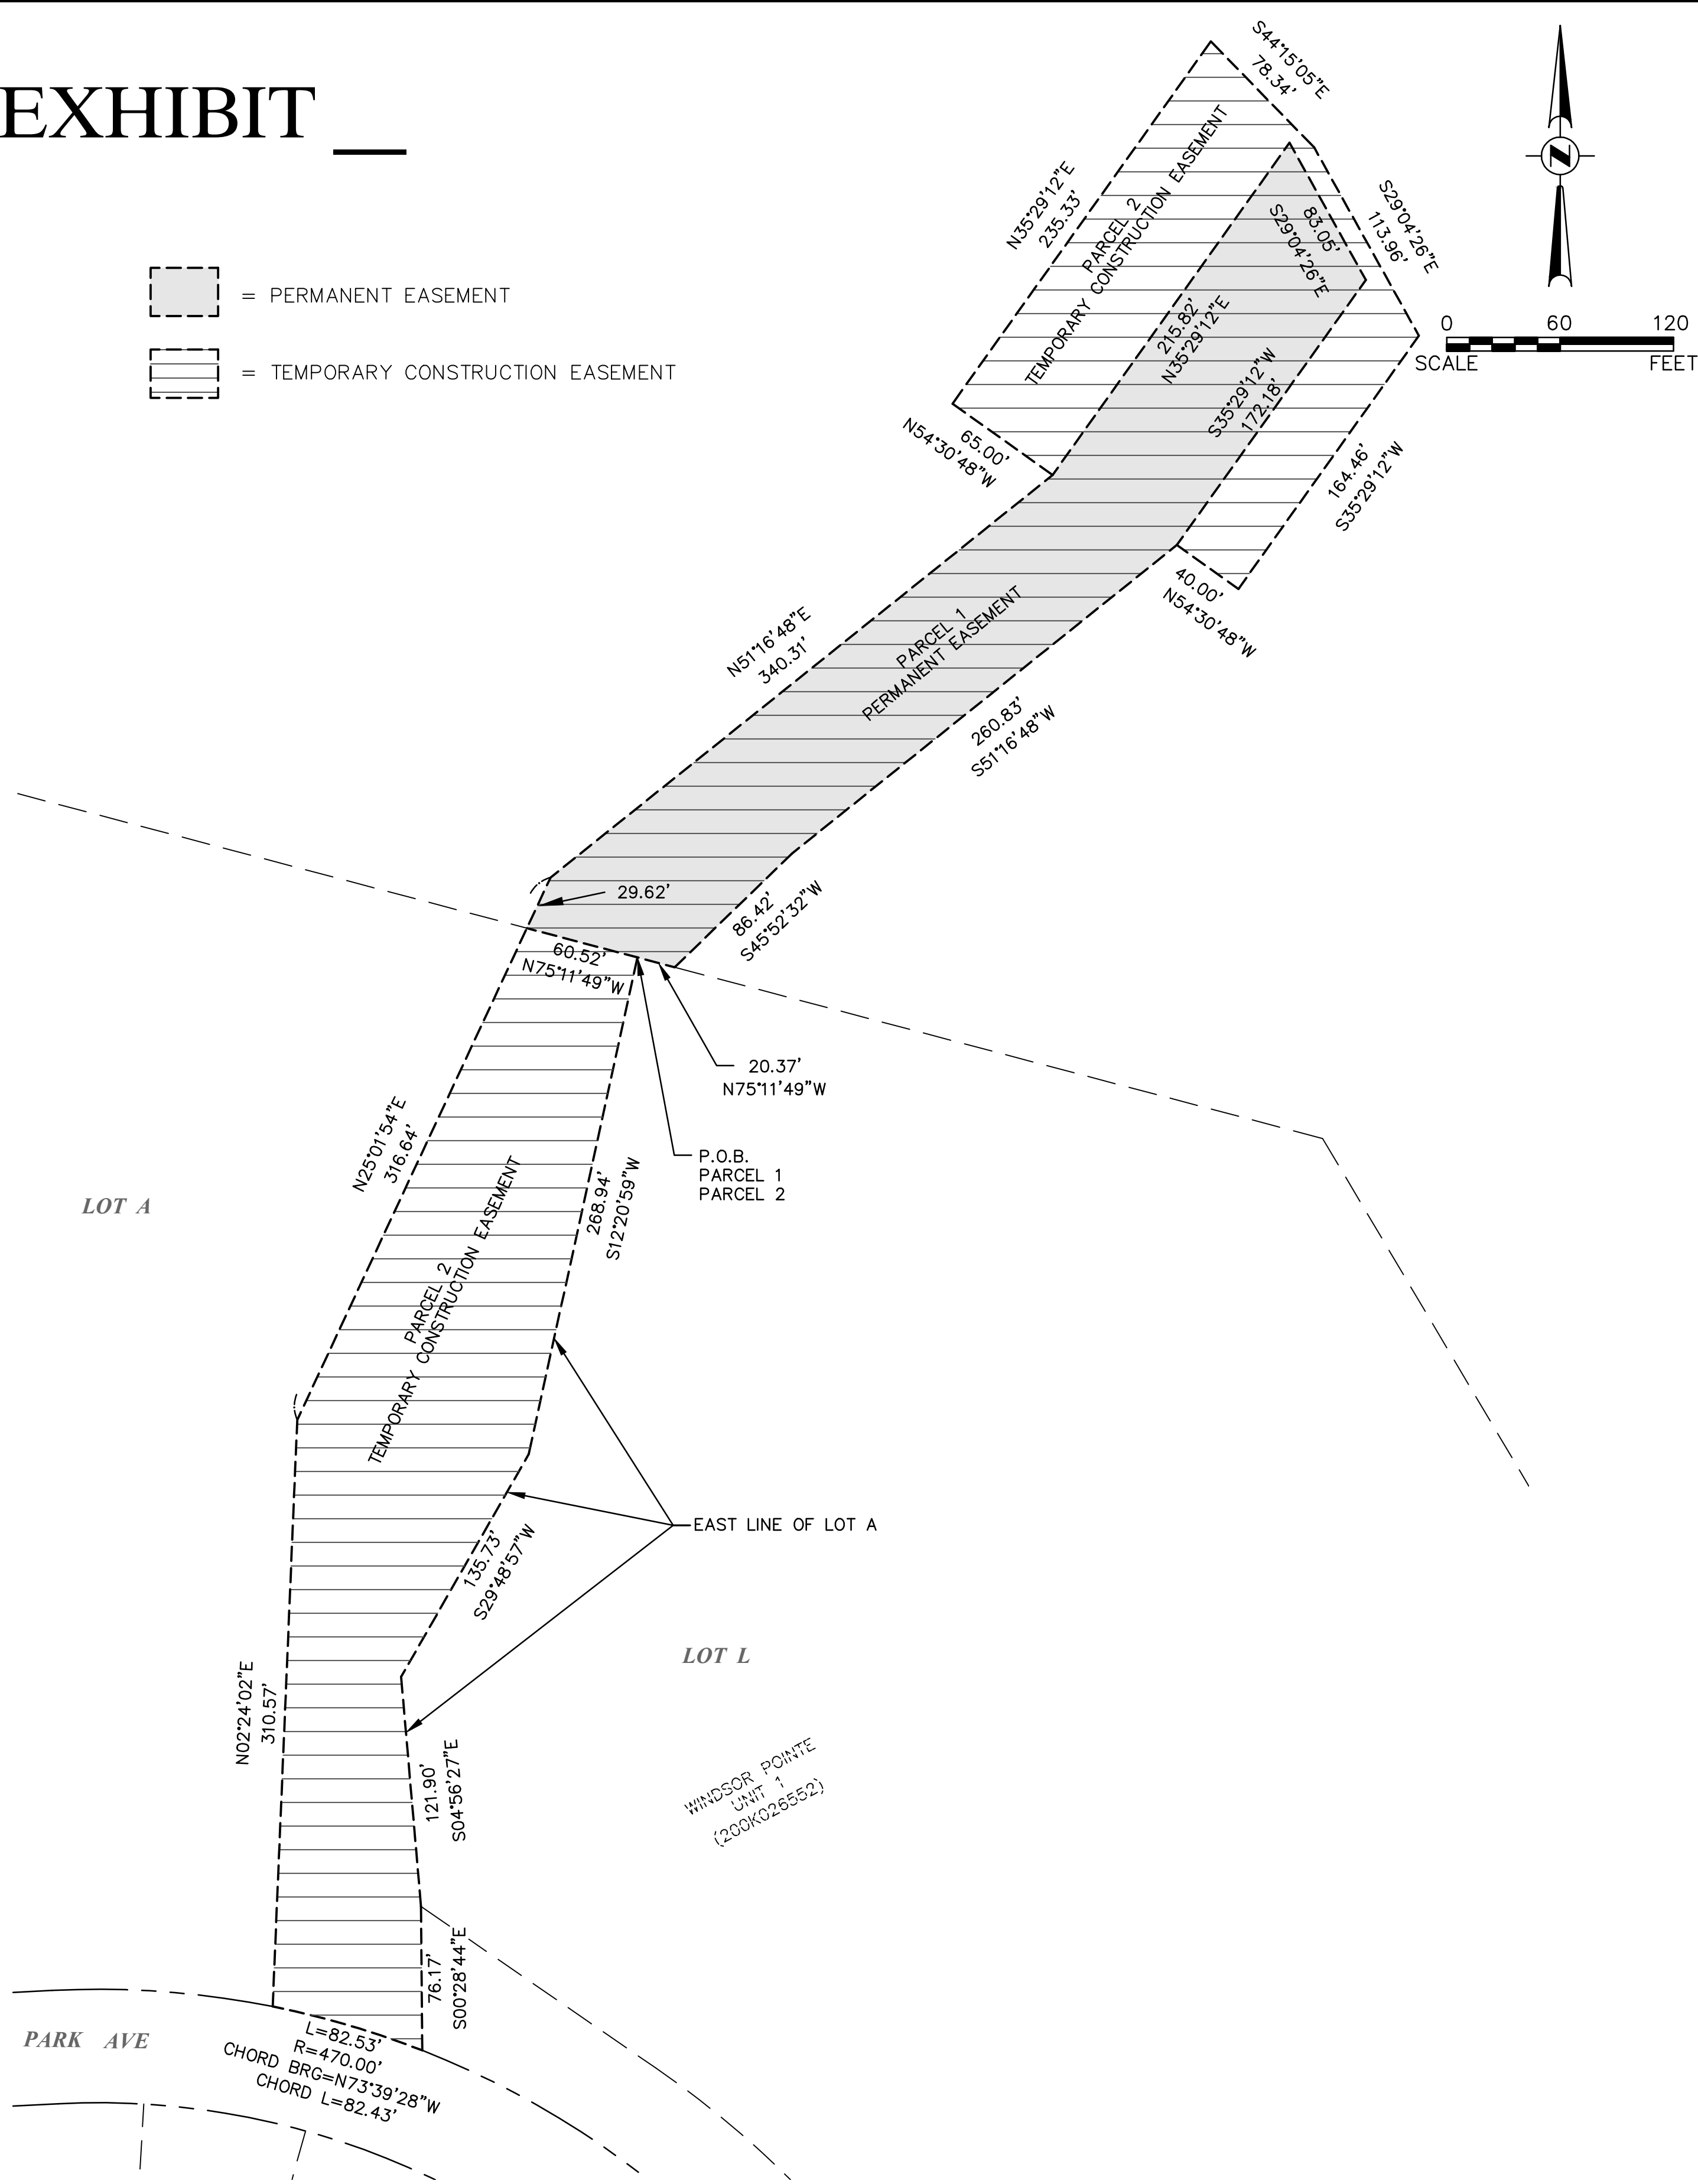 EXHIBIT __
= PERMANENT EASEMENT
= TEMPORARY CONSTRUCTION EASEMENT
S44°15'05"E
78.34'
N
0 60 120
SCALE FEET
N35°29'12"E
235.33'
PARCEL 2
TEMPORARY CONSTRUCTION EASEMENT
83.05'
S29°04'26"E
S29°04'26"E
113.96'
215.82'
N35°29'12"E
S35°29'12"W
172.18'
N54°30'48"W
65.00'
164.46'
S35°29'12"W
40.00'
N54°30'48"W
N51°16'48"E
340.31'
PARCEL 1
PERMANENT EASEMENT
260.83'
S51°16'48"W
29.62'
86.42'
S45°52'32"W
60.52'
N75°11'49"W
20.37'
N75°11'49"W
P.O.B.
PARCEL 1
PARCEL 2
N25°01'54"E
316.64'
268.94'
S12°20'59"W
LOT A
PARCEL 2
TEMPORARY CONSTRUCTION EASEMENT
EAST LINE OF LOT A
135.73'
S29°48'57"W
LOT L
N02°24'02"E
310.57'
121.90'
S04°56'27"E
WINDSOR POINTE
UNIT 1
(200K026552)
76.17'
S00°28'44"E
PARK AVE
L=82.53'
R=470.00'
CHORD BRG=N73°39'28"W
CHORD L=82.43'